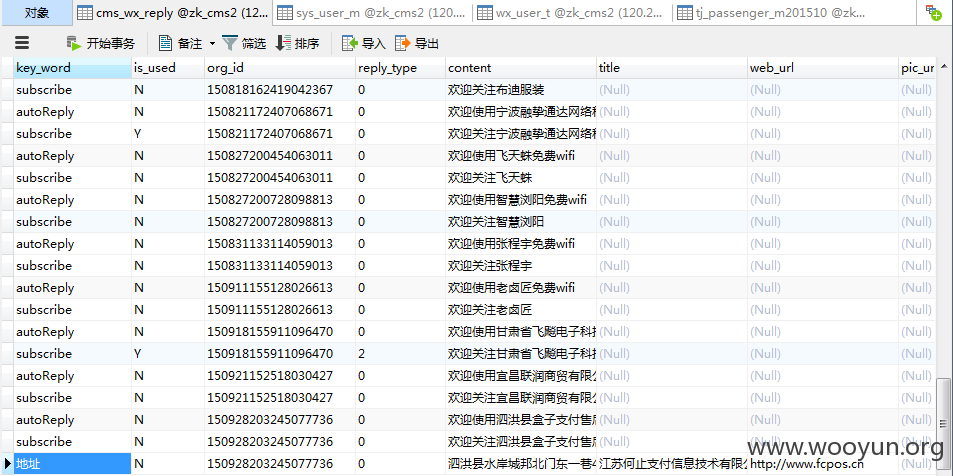 对象 cms_wx_reply @zk_cms2 (12... sys_user_m @zk_cms2 (120.... wx_user_t @zk_cms2 (120.2... tj_passenger_m201510 @zk...
开始事务 备注 筛选 排序 导入 导出
key_word is_used org_id reply_type content title web_url pic_ur
subscribe N 150818162419042367 0 欢迎关注布迪服装 (Null) (Null) (Null)
autoReply N 150821172407068671 0 欢迎使用宁波融挚通达网络科 (Null) (Null) (Null)
subscribe Y 150821172407068671 0 欢迎关注宁波融挚通达网络科 (Null) (Null) (Null)
autoReply N 150827200454063011 0 欢迎使用飞天蛛免费wifi (Null) (Null) (Null)
subscribe N 150827200454063011 0 欢迎关注飞天蛛 (Null) (Null) (Null)
autoReply N 150827200728098813 0 欢迎使用智慧浏阳免费wifi (Null) (Null) (Null)
subscribe N 150827200728098813 0 欢迎关注智慧浏阳 (Null) (Null) (Null)
autoReply N 150831133114059013 0 欢迎使用张程宇免费wifi (Null) (Null) (Null)
subscribe N 150831133114059013 0 欢迎关注张程宇 (Null) (Null) (Null)
autoReply N 150911155128026613 0 欢迎使用老卤匠免费wifi (Null) (Null) (Null)
subscribe N 150911155128026613 0 欢迎关注老卤匠 (Null) (Null) (Null)
autoReply N 150918155911096470 0 欢迎使用甘肃省飞飚电子科技 (Null) (Null) (Null)
subscribe Y 150918155911096470 2 欢迎关注甘肃省飞飚电子科技 (Null) (Null) (Null)
autoReply N 150921152518030427 0 欢迎使用宜昌联润商贸有限公 (Null) (Null) (Null)
subscribe N 150921152518030427 0 欢迎关注宜昌联润商贸有限公 (Null) (Null) (Null)
autoReply N 150928203245077736 0 欢迎使用泗洪县盒子支付售后 (Null) (Null) (Null)
subscribe N 150928203245077736 0 欢迎关注泗洪县盒子支付售后 (Null) (Null)
地址 N 150928203245077736 0 泗洪县水岸城邦北门东一巷4 江苏何止支付信息技术有限公 http://www.fcpos.cn (Null)
www.wooyun.org